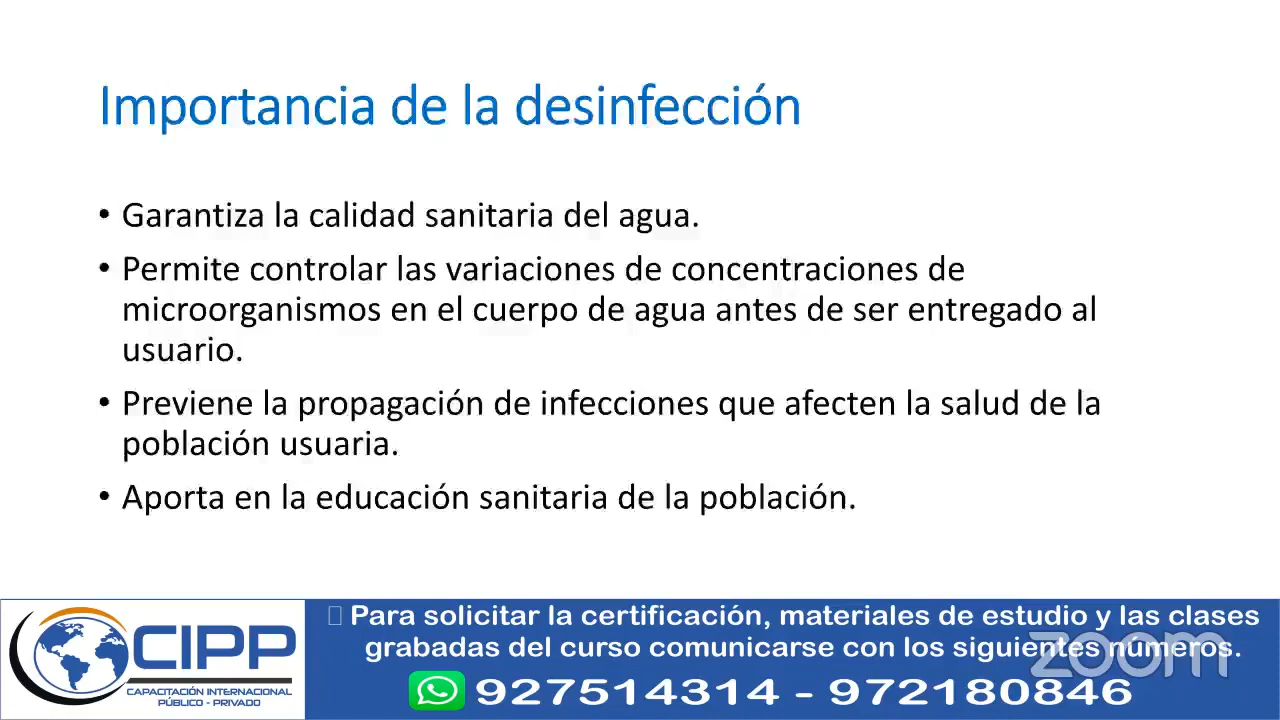 Importancia de la desinfección
• Garantiza la calidad sanitaria del agua.
• Permite controlar las variaciones de concentraciones de
microorganismos en el cuerpo de agua antes de ser entregado al
usuario.
• Previene la propagación de infecciones que afecten la salud de la
población usuaria.
• Aporta en la educación sanitaria de la población.
CIPP
CAPACITACIÓN INTERNACIONAL
PÚBLICO - PRIVADO
Para solicitar la certificación, materiales de estudio y las clases
grabadas del curso comunicarse con los siguientes números.
927514314 - 972180846
zoom